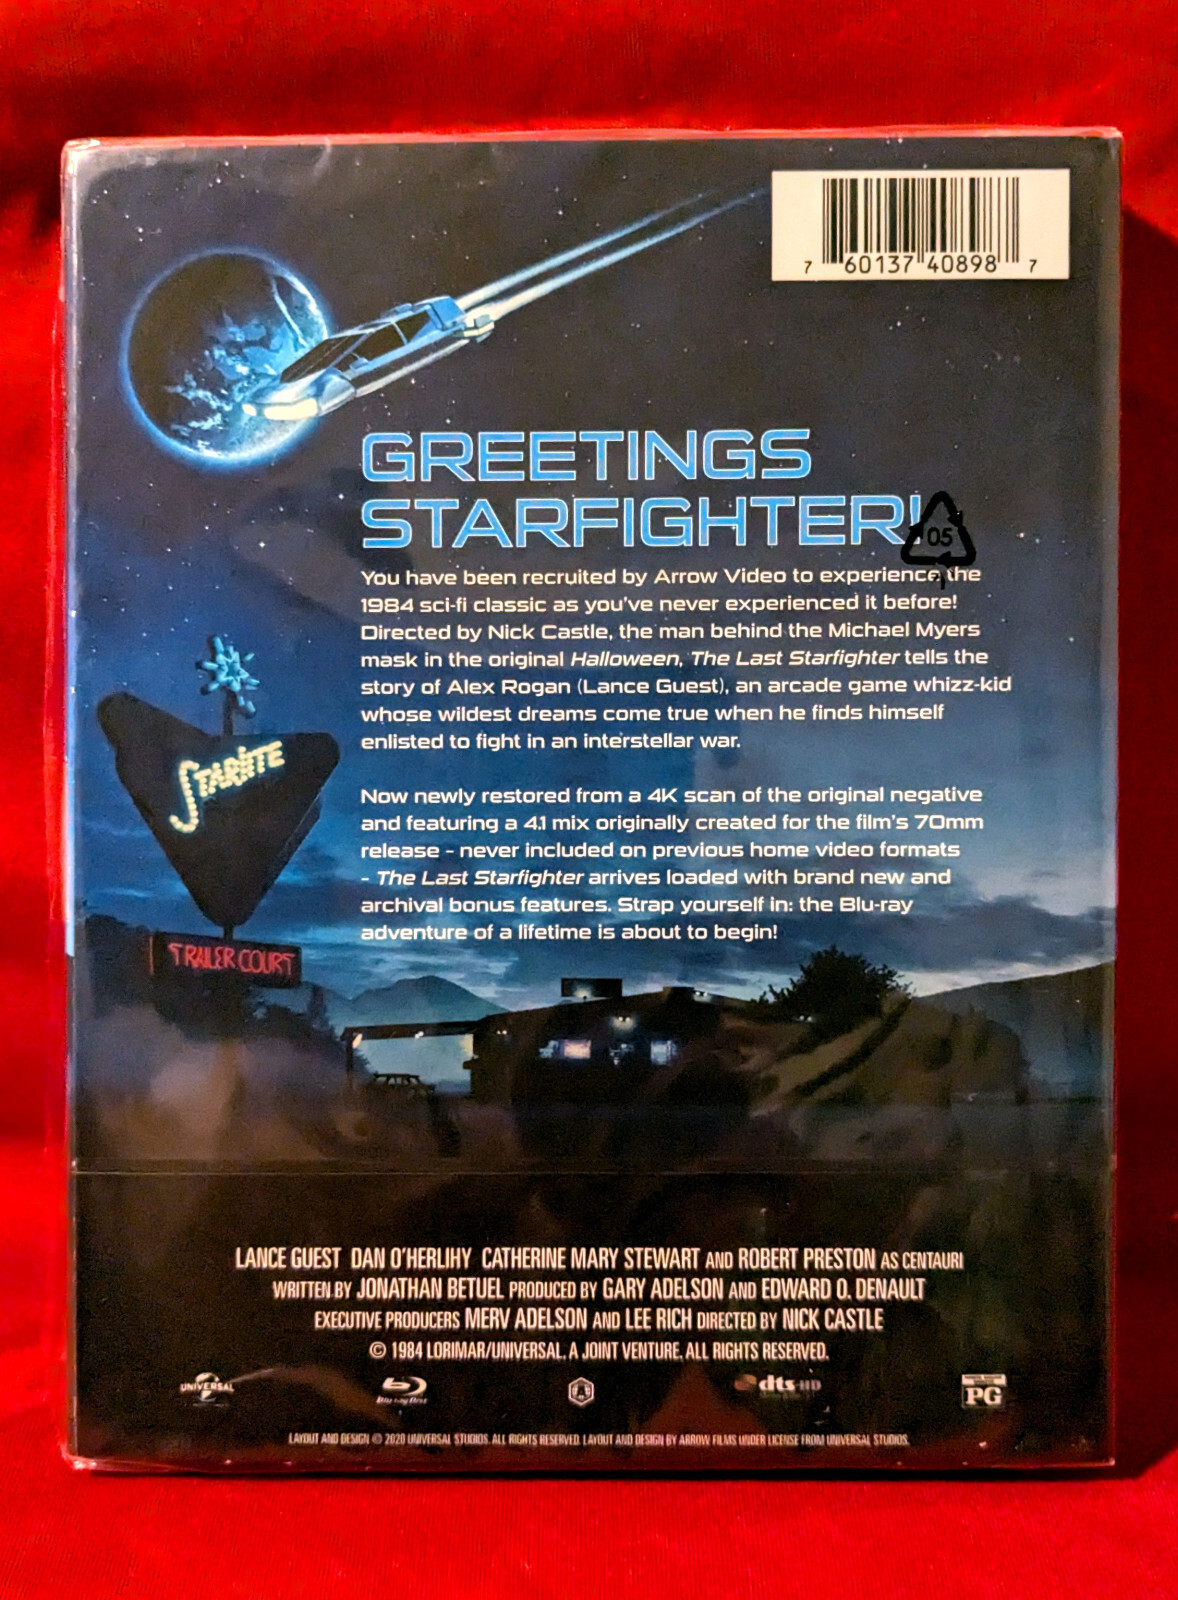 7 60137 40898 7
GREETINGS
STARFIGHTER!
05
You have been recruited by Arrow Video to experience the
1984 sci-fi classic as you've never experienced it before!
Directed by Nick Castle, the man behind the Michael Myers
mask in the original Halloween, The Last Starfighter tells the
story of Alex Rogan (Lance Guest), an arcade game whizz-kid
whose wildest dreams come true when he finds himself
enlisted to fight in an interstellar war.
Now newly restored from a 4K scan of the original negative
and featuring a 4.1 mix originally created for the film's 70mm
release - never included on previous home video formats
- The Last Starfighter arrives loaded with brand new and
archival bonus features. Strap yourself in: the Blu-ray
adventure of a lifetime is about to begin!
STARLITE
TRAILER COURT
LANCE GUEST DAN O'HERLIHY CATHERINE MARY STEWART AND ROBERT PRESTON AS CENTAURI
WRITTEN BY JONATHAN BETUEL PRODUCED BY GARY ADELSON AND EDWARD O. DENAULT
EXECUTIVE PRODUCERS MERV ADELSON AND LEE RICH DIRECTED BY NICK CASTLE
© 1984 LORIMAR/UNIVERSAL. A JOINT VENTURE. ALL RIGHTS RESERVED.
UNIVERSAL Blu-ray Disc A dts-HD PG
LAYOUT AND DESIGN © 2020 UNIVERSAL STUDIOS. ALL RIGHTS RESERVED. LAYOUT AND DESIGN BY ARROW FILMS UNDER LICENSE FROM UNIVERSAL STUDIOS.